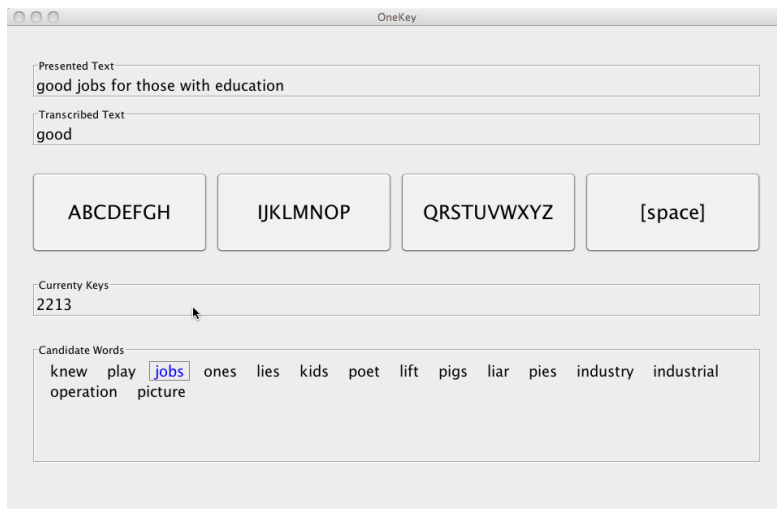 OneKey
Presented Text
good jobs for those with education
Transcribed Text
good
ABCDEFGH IJKLMNOP QRSTUVWXYZ [space]
Currenty Keys
2213
Candidate Words
knew play jobs ones lies kids poet lift pigs liar pies industry industrial
operation picture